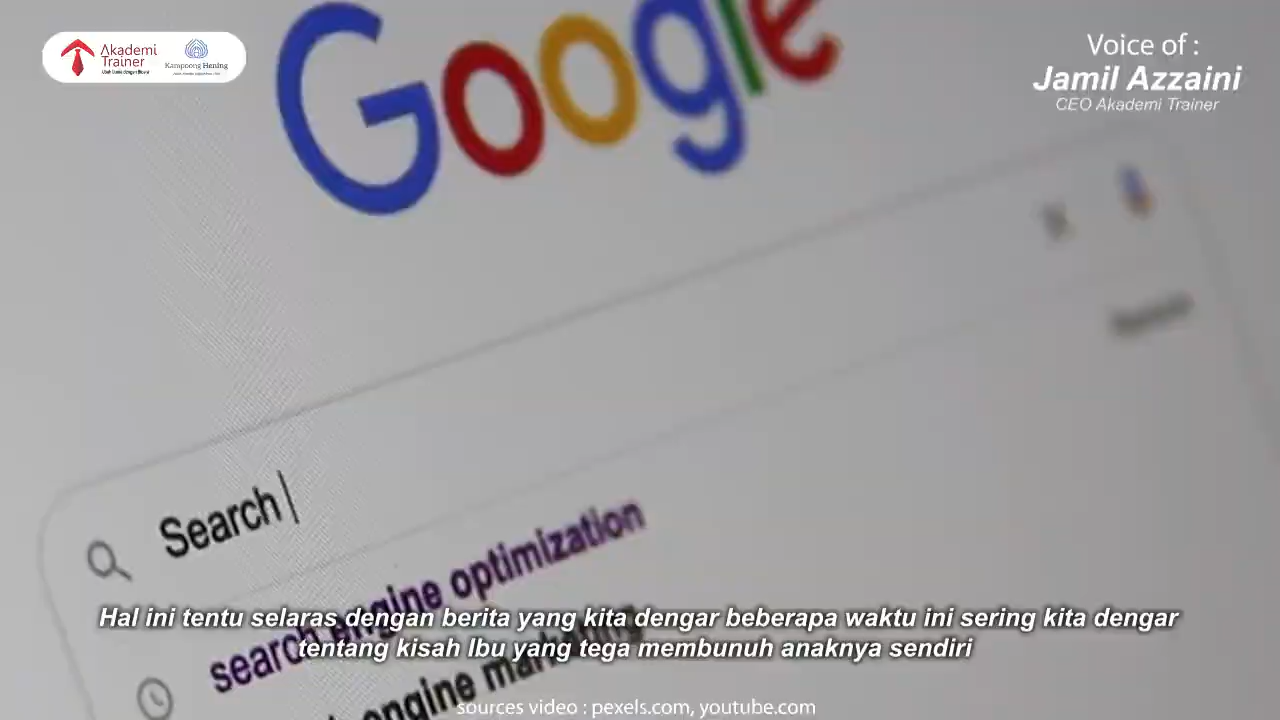 Akademi
Trainer
Kampoong Hening
Voice of :
Jamil Azzaini
CEO Akademi Trainer
Google
Search
search engine optimization
engine marketing
Hal ini tentu selaras dengan berita yang kita dengar beberapa waktu ini sering kita dengar
tentang kisah Ibu yang tega membunuh anaknya sendiri
sources video : pexels.com, youtube.com